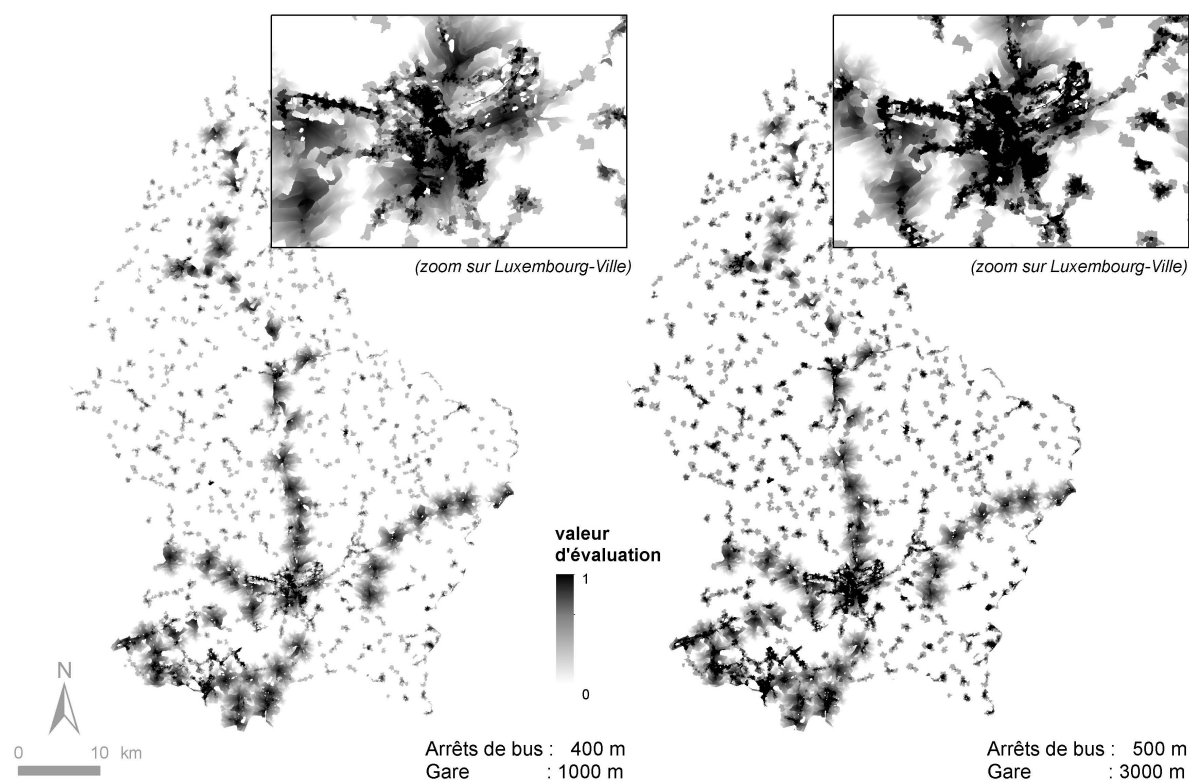 (zoom sur Luxembourg-Ville)
(zoom sur Luxembourg-Ville)
valeur
d'évaluation
1
0
N
0 10 km
Arrêts de bus : 400 m
Gare : 1000 m
Arrêts de bus : 500 m
Gare : 3000 m